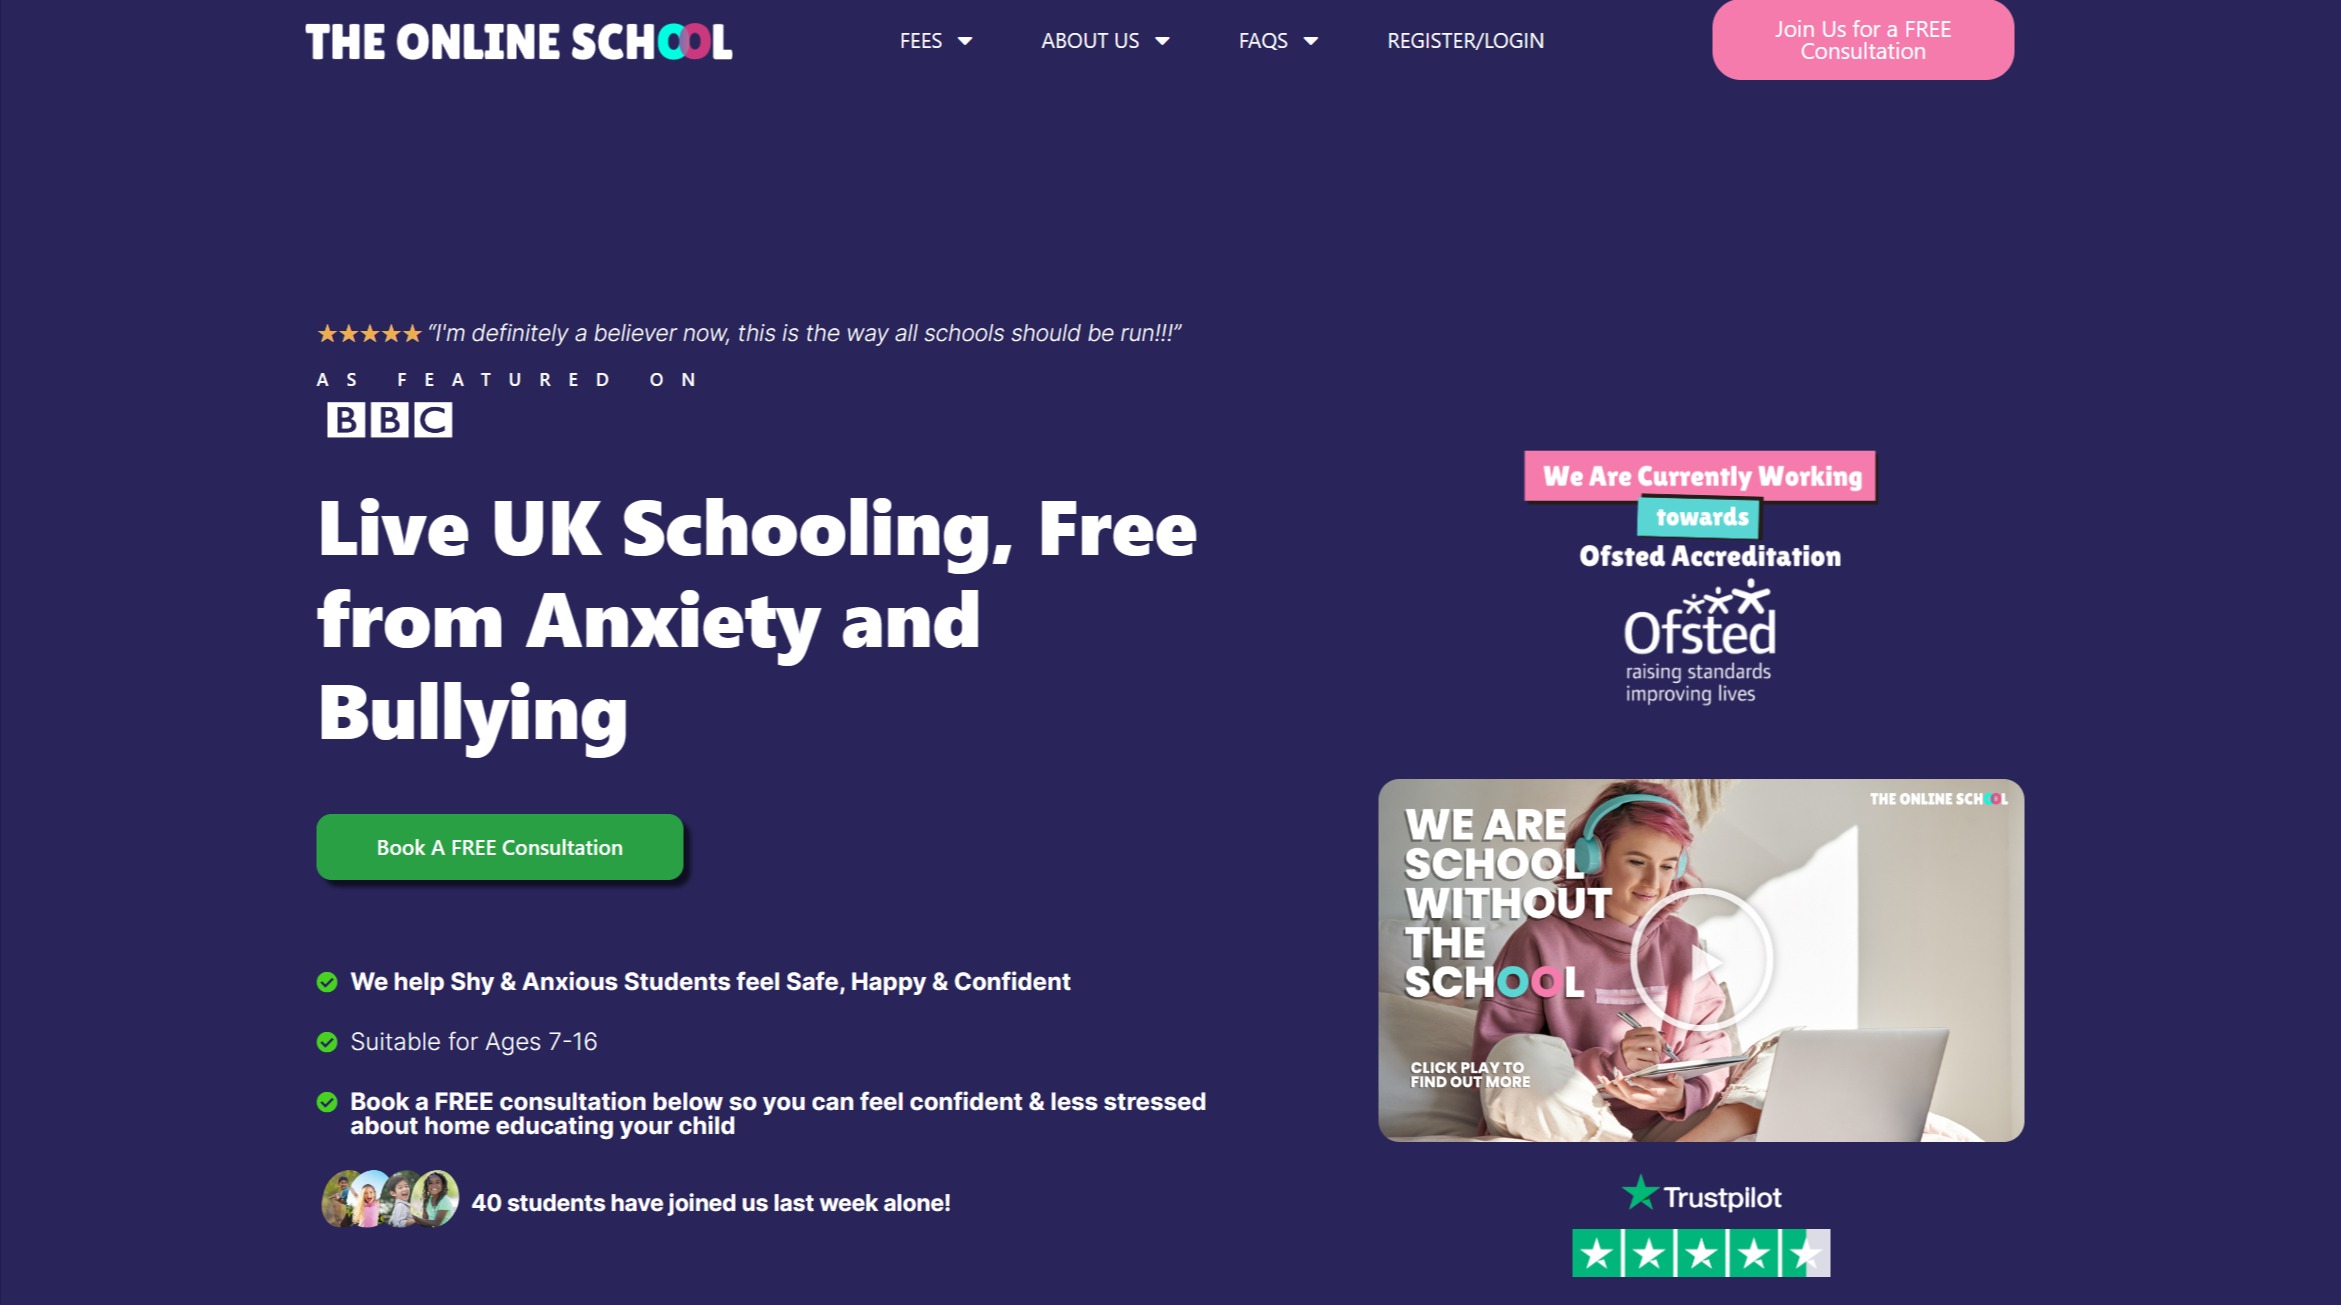 THE ONLINE SCHOOL
FEES
ABOUT US
FAQS
REGISTER/LOGIN
Join Us for a FREE
Consultation
“I'm definitely a believer now, this is the way all schools should be run!!!”
AS FEATURED ON
BBC
Live UK Schooling, Free
from Anxiety and
Bullying
Book A FREE Consultation
We help Shy & Anxious Students feel Safe, Happy & Confident
Suitable for Ages 7-16
Book a FREE consultation below so you can feel confident & less stressed
about home educating your child
40 students have joined us last week alone!
We Are Currently Working
towards
Ofsted Accreditation
Ofsted
raising standards
improving lives
THE ONLINE SCHOOL
WE ARE
SCHOOL
WITHOUT
THE
SCHOOL
CLICK PLAY TO
FIND OUT MORE
Trustpilot